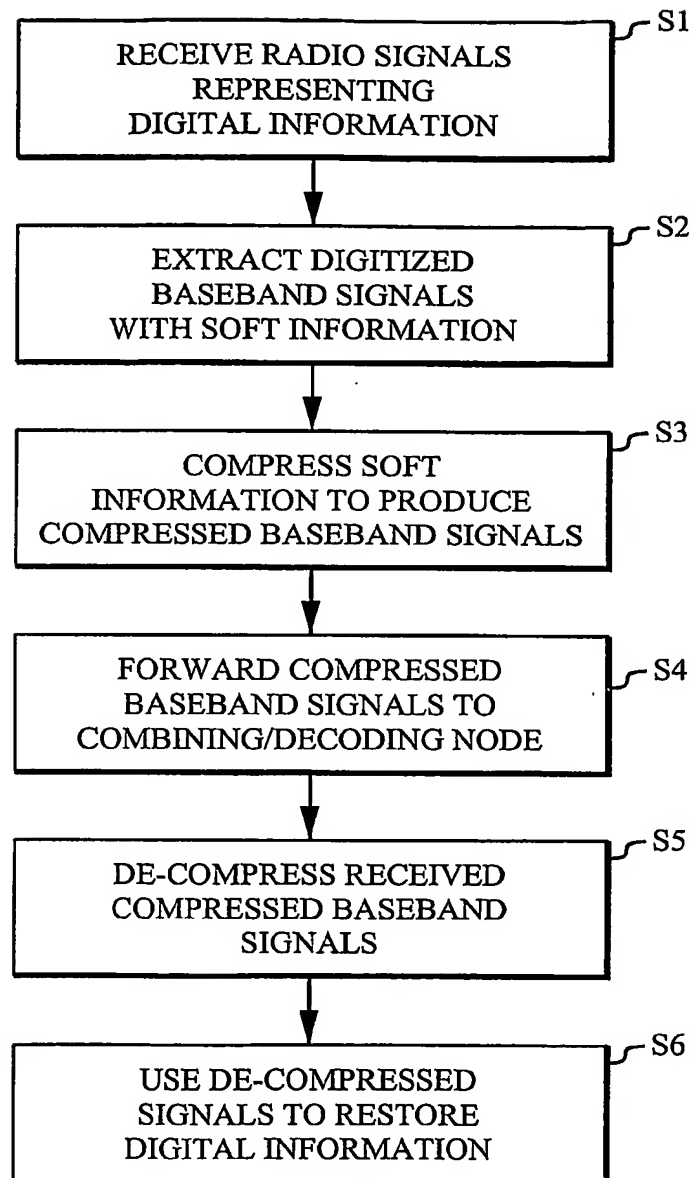 S1
RECEIVE RADIO SIGNALS
REPRESENTING
DIGITAL INFORMATION
S2
EXTRACT DIGITIZED
BASEBAND SIGNALS
WITH SOFT INFORMATION
S3
COMPRESS SOFT
INFORMATION TO PRODUCE
COMPRESSED BASEBAND SIGNALS
S4
FORWARD COMPRESSED
BASEBAND SIGNALS TO
COMBINING/DECODING NODE
S5
DE-COMPRESS RECEIVED
COMPRESSED BASEBAND
SIGNALS
S6
USE DE-COMPRESSED
SIGNALS TO RESTORE
DIGITAL INFORMATION